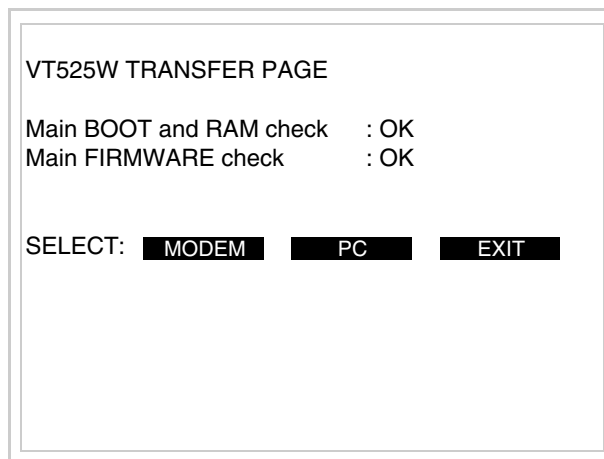 VT525W TRANSFER PAGE
Main BOOT and RAM check : OK
Main FIRMWARE check : OK
SELECT: MODEM PC EXIT